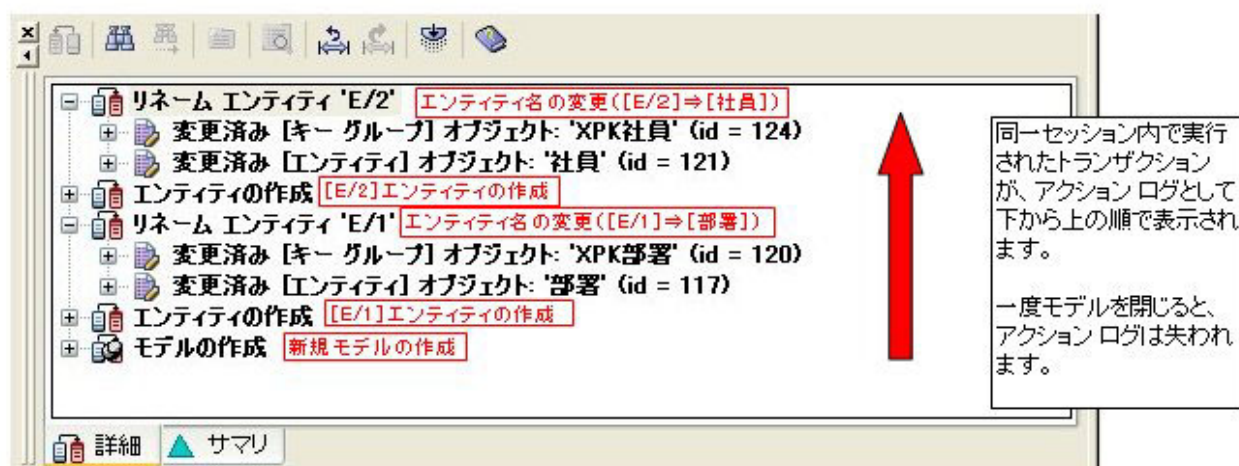 リネーム エンティティ 'E/2' エンティティ名の変更([E/2]⇒[社員])
変更済み [キー グループ] オブジェクト: 'XPK社員' (id = 124)
変更済み [エンティティ] オブジェクト: '社員' (id = 121)
エンティティの作成 [E/2]エンティティの作成
リネーム エンティティ 'E/1' エンティティ名の変更([E/1]⇒[部署])
変更済み [キー グループ] オブジェクト: 'XPK部署' (id = 120)
変更済み [エンティティ] オブジェクト: '部署' (id = 117)
エンティティの作成 [E/1]エンティティの作成
モデルの作成 新規モデルの作成
同一セッション内で実行
されたトランザクション
が、アクション ログとして
下から上の順で表示され
ます。
一度モデルを閉じると、
アクション ログは失われ
ます。
詳細 サマリ